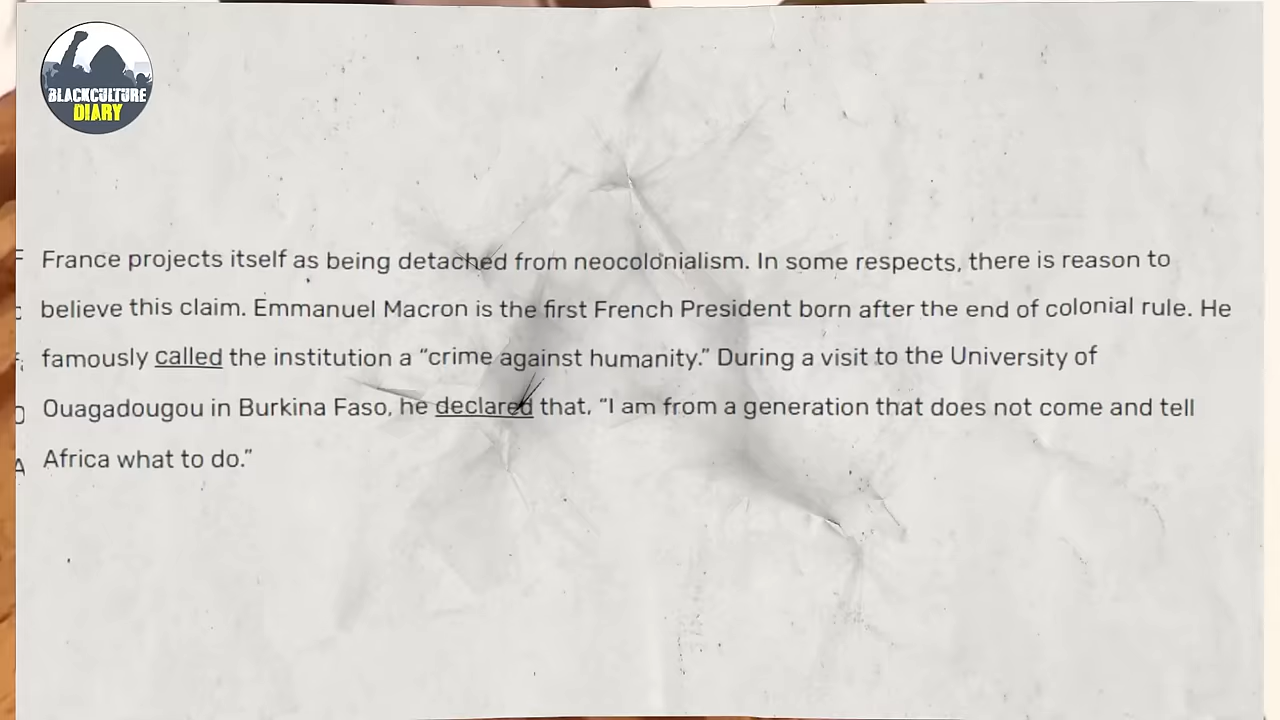 BLACKCULTURE
DIARY
France projects itself as being detached from neocolonialism. In some respects, there is reason to
believe this claim. Emmanuel Macron is the first French President born after the end of colonial rule. He
famously called the institution a “crime against humanity.” During a visit to the University of
Ouagadougou in Burkina Faso, he declared that, “I am from a generation that does not come and tell
Africa what to do.”